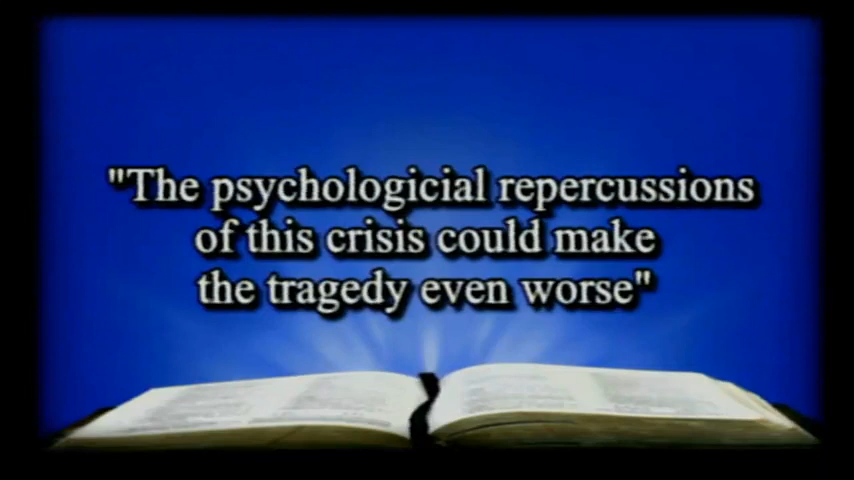 "The psychologicial repercussions
of this crisis could make
the tragedy even worse"